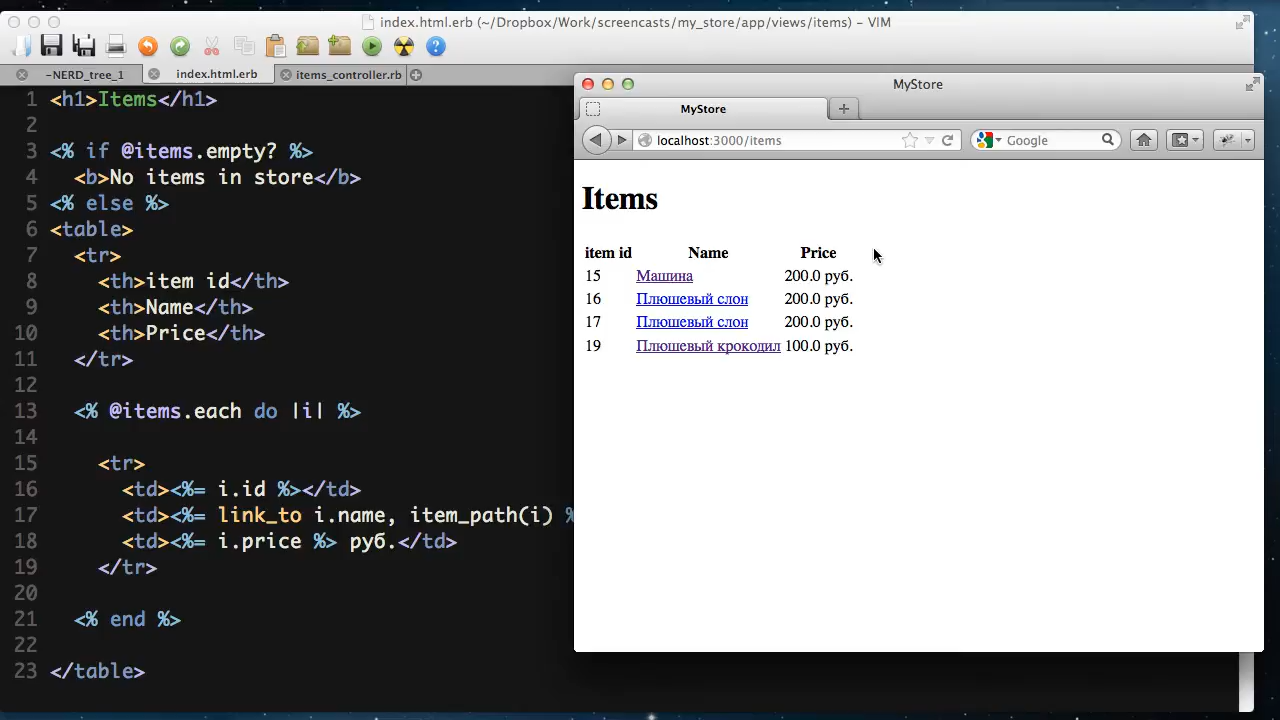 index.html.erb (~/Dropbox/Work/screencasts/my_store/app/views/items) – VIM
-NERD_tree_1
index.html.erb
items_controller.rb
1 <h1>Items</h1>
2
3 <% if @items.empty? %>
4 <b>No items in store</b>
5 <% else %>
6 <table>
7 <tr>
8 <th>item id</th>
9 <th>Name</th>
10 <th>Price</th>
11 </tr>
12
13 <% @items.each do |i| %>
14
15 <tr>
16 <td><%= i.id %></td>
17 <td><%= link_to i.name, item_path(i) %
18 <td><%= i.price %> руб.</td>
19 </tr>
20
21 <% end %>
22
23 </table>
MyStore
MyStore
localhost:3000/items
Google
Items
item id Name Price
15 Машина 200.0 руб.
16 Плюшевый слон 200.0 руб.
17 Плюшевый слон 200.0 руб.
19 Плюшевый крокодил 100.0 руб.